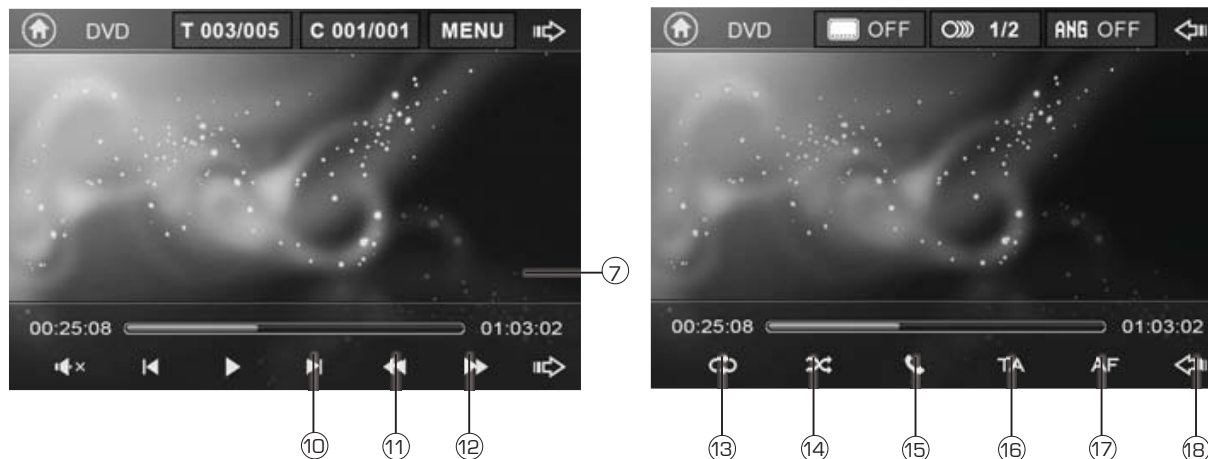 DVD T 003/005 C 001/001 MENU
⑦
00:25:08 01:03:02
⑩ ⑪ ⑫
DVD OFF 1/2 ANG OFF
00:25:08 01:03:02
TA AF
⑬ ⑭ ⑮ ⑯ ⑰ ⑱